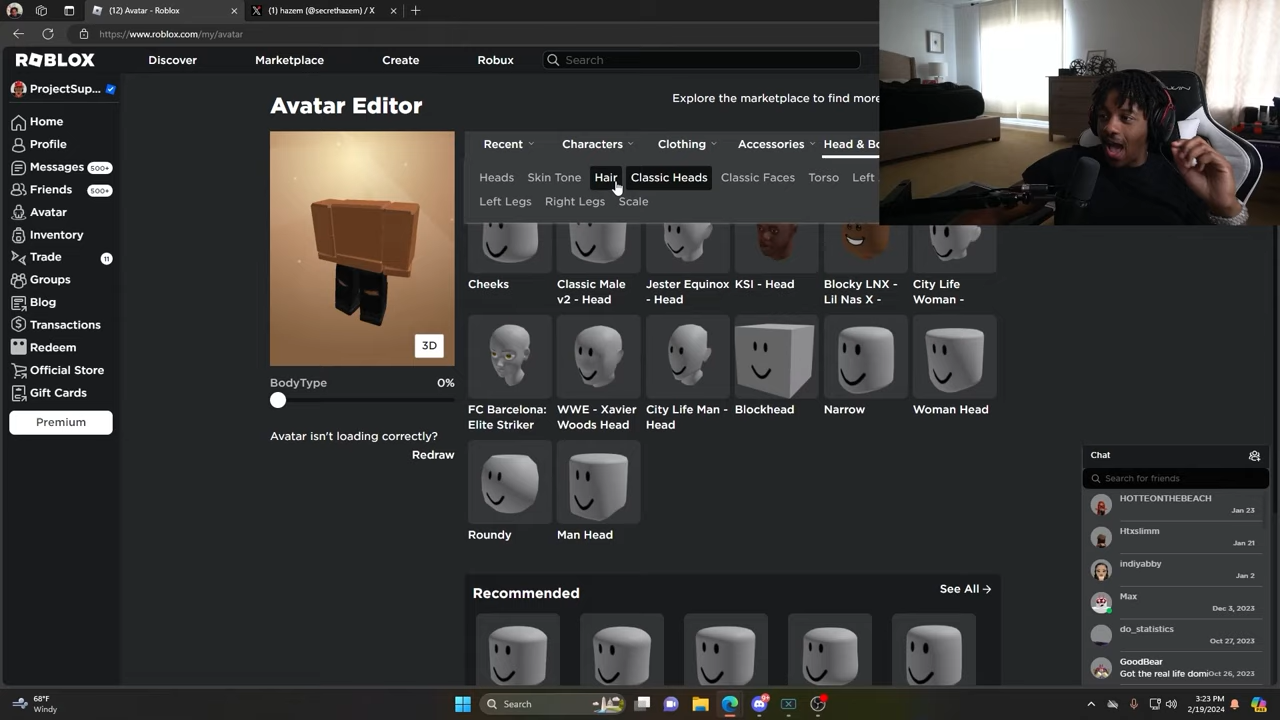 (12) Avatar - Roblox
(1) hazem (@secrethazem) / X
https://www.roblox.com/my/avatar
ROBLOX
Discover
Marketplace
Create
Robux
Search
ProjectSup...
Home
Profile
Messages 500+
Friends 500+
Avatar
Inventory
Trade 11
Groups
Blog
Transactions
Redeem
Official Store
Gift Cards
Premium
Avatar Editor
Explore the marketplace to find more
3D
BodyType 0%
Avatar isn't loading correctly?
Redraw
Recent
Characters
Clothing
Accessories
Head & Bo
Heads
Skin Tone
Hair
Classic Heads
Classic Faces
Torso
Left
Left Legs
Right Legs
Scale
Cheeks
Classic Male
v2 - Head
Jester Equinox
- Head
KSI - Head
Blocky LNX -
Lil Nas X -
City Life
Woman -
FC Barcelona:
Elite Striker
WWE - Xavier
Woods Head
City Life Man -
Head
Blockhead
Narrow
Woman Head
Roundy
Man Head
Recommended
See All
Chat
Search for friends
HOTTEONTHEBEACH
Jan 23
Htxslimm
Jan 21
indiyabby
Jan 2
Max
Dec 3, 2023
do_statistics
Oct 27, 2023
GoodBear
Got the real life domi Oct 26, 2023
68°F
Windy
Search
3:23 PM
2/19/2024